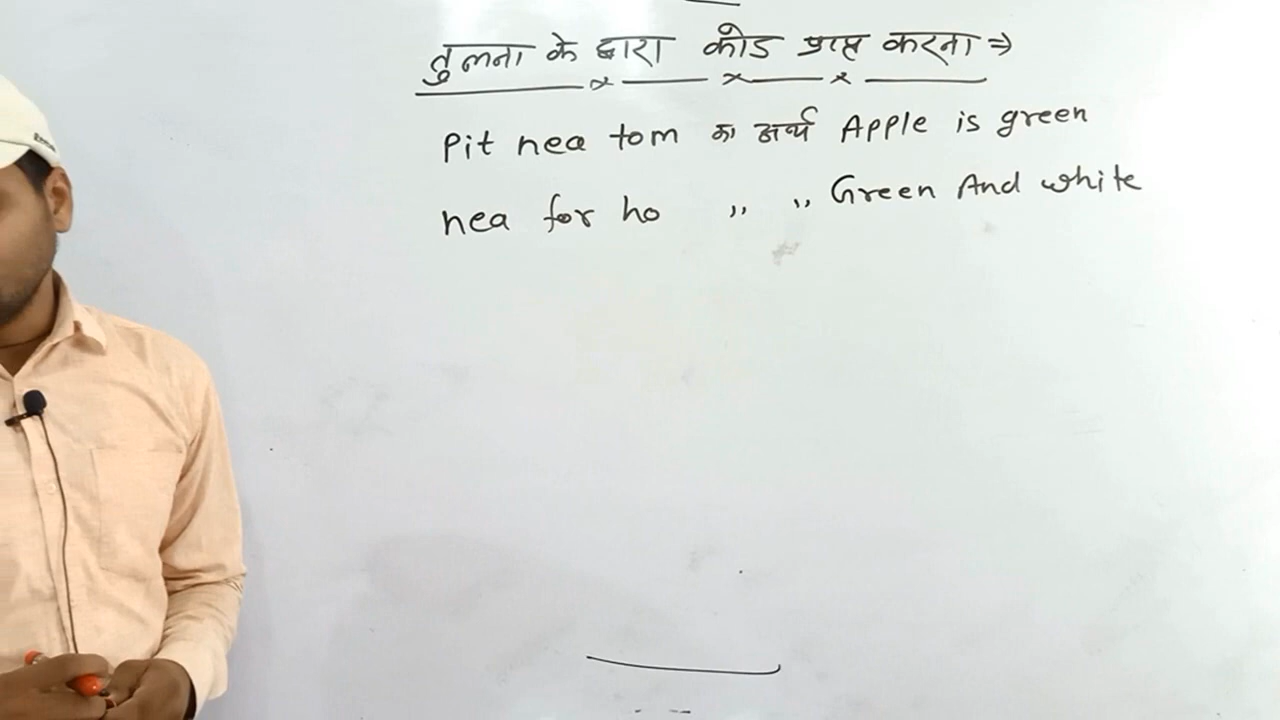 तुलना के द्वारा कोड प्राप्त करना ⇒
Pit nea tom का अर्थ Apple is green
nea for ho ,, ,, Green And white